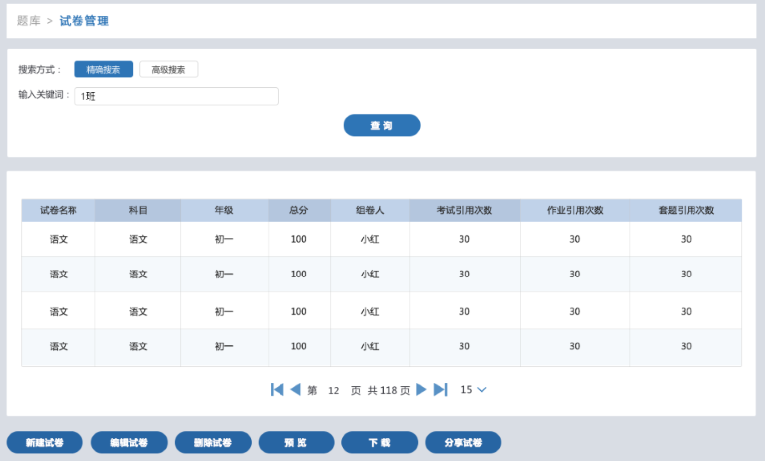 题库 > 试卷管理
搜索方式： 精确搜索 高级搜索
输入关键词： 1班
查 询
试卷名称 科目 年级 总分 组卷人 考试引用次数 作业引用次数 套题引用次数
语文 语文 初一 100 小红 30 30 30
语文 语文 初一 100 小红 30 30 30
语文 语文 初一 100 小红 30 30 30
语文 语文 初一 100 小红 30 30 30
第 12 页 共 118 页 15
新建试卷 编辑试卷 删除试卷 预 览 下 载 分享试卷